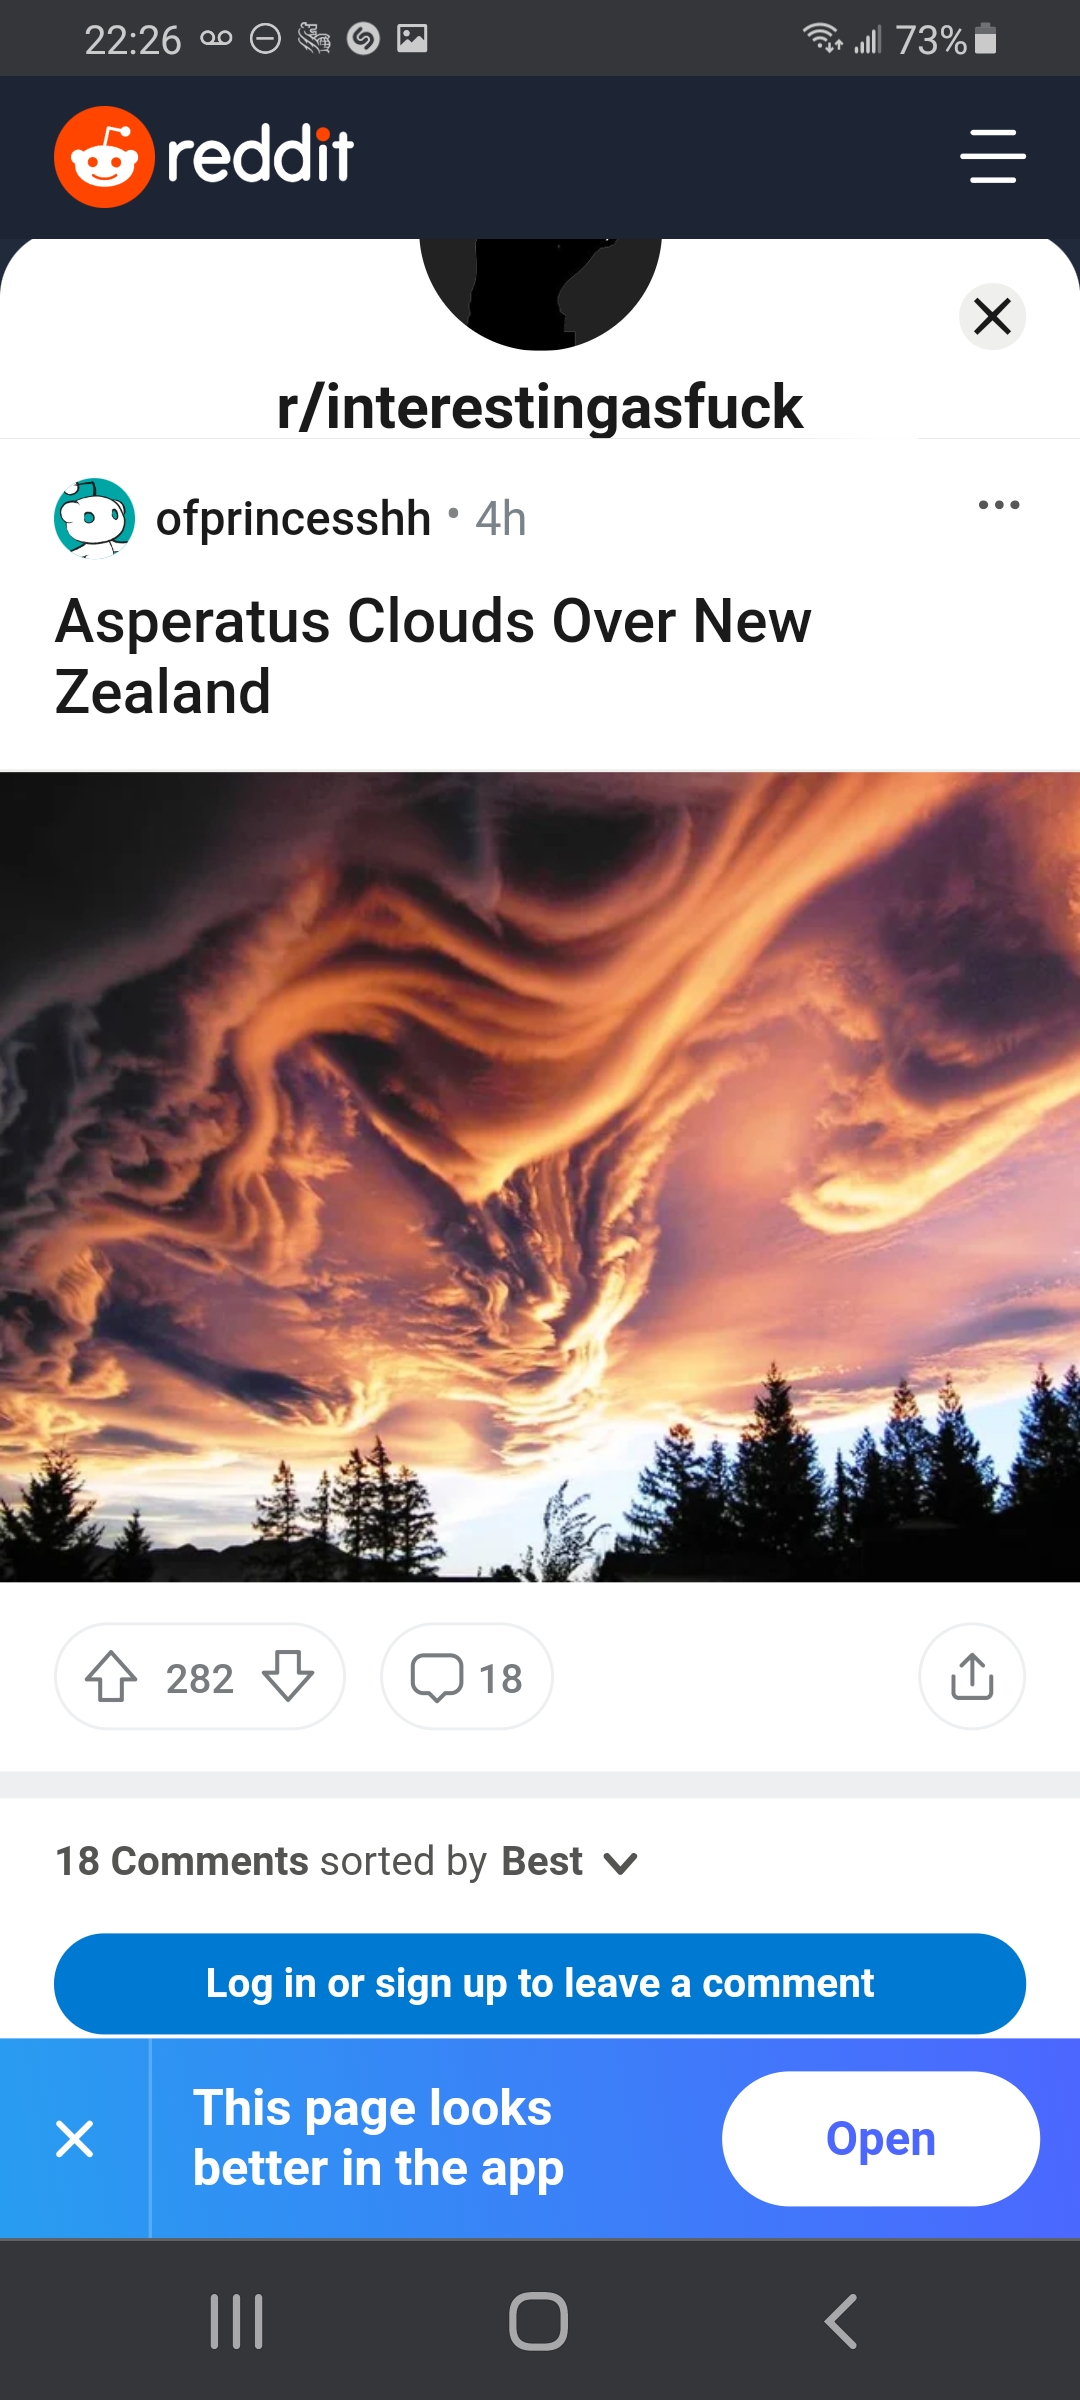 22:26
73%
reddit
r/interestingasfuck
ofprincesshh • 4h
Asperatus Clouds Over New
Zealand
282
18
18 Comments sorted by Best
Log in or sign up to leave a comment
This page looks
better in the app
Open